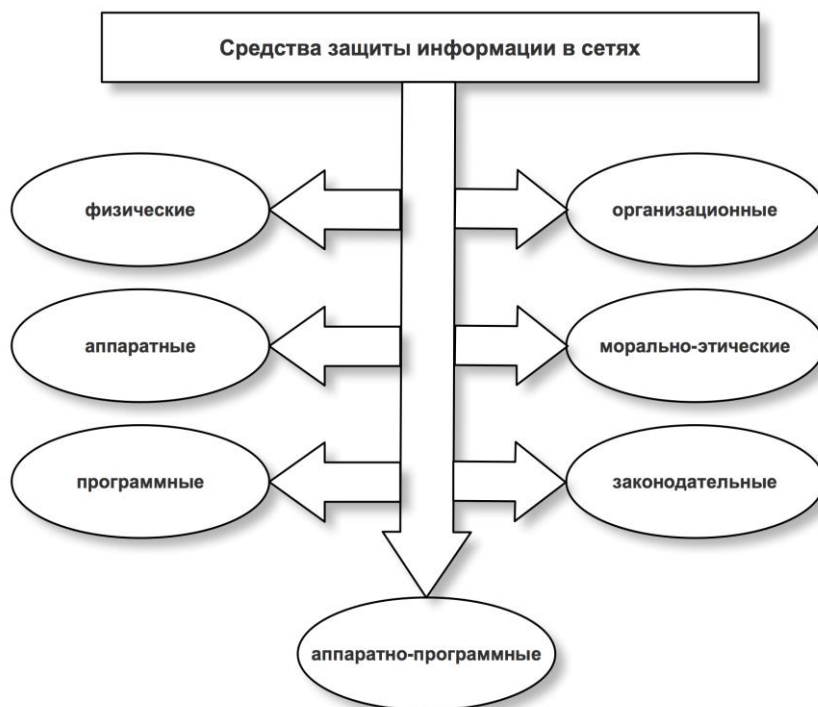 Средства защиты информации в сетях
физические
организационные
аппаратные
морально-этические
программные
законодательные
аппаратно-программные